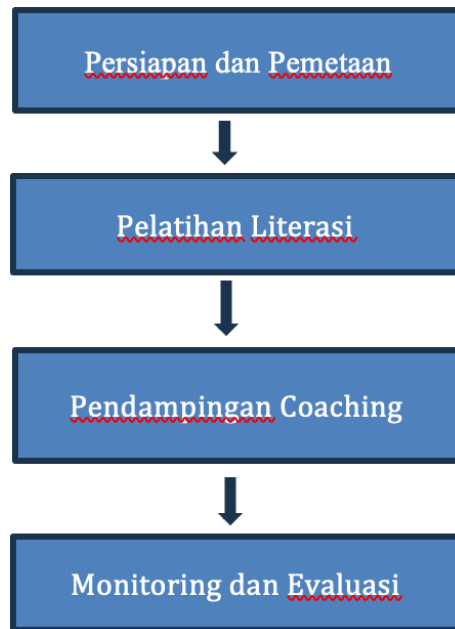 Persiapan dan Pemetaan
Pelatihan Literasi
Pendampingan Coaching
Monitoring dan Evaluasi